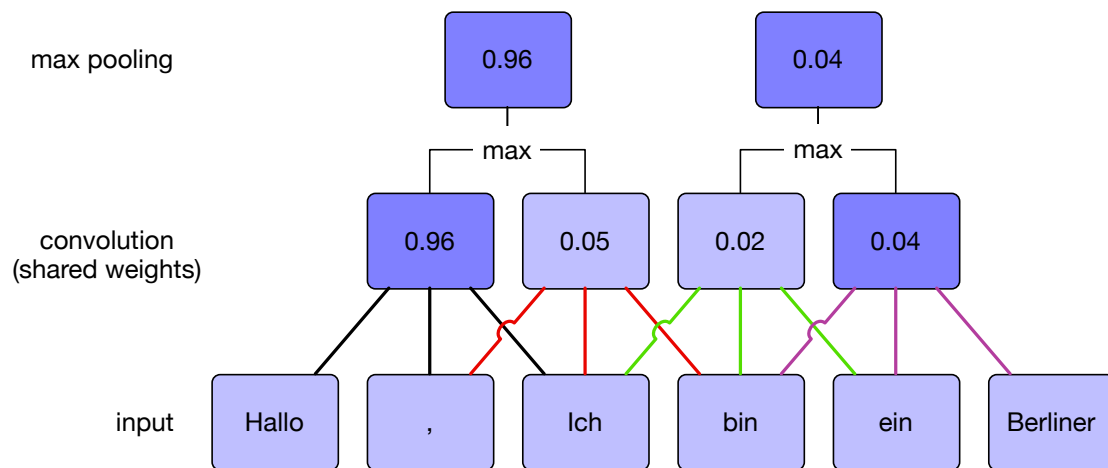 max pooling
0.96
0.04
max
max
convolution
(shared weights)
0.96
0.05
0.02
0.04
input
Hallo
,
Ich
bin
ein
Berliner